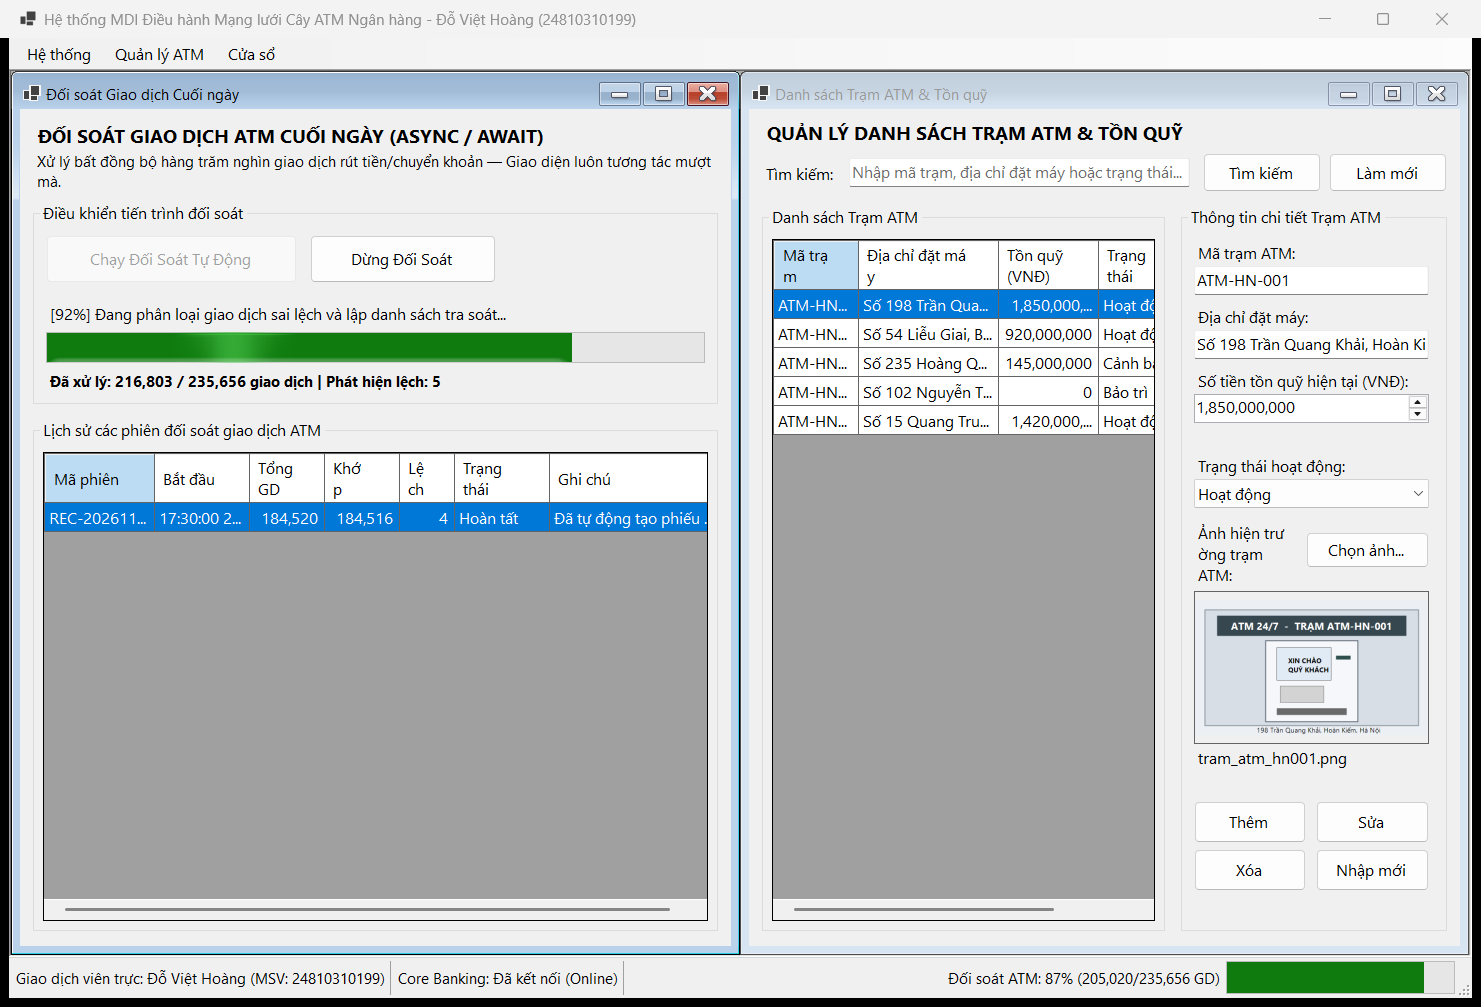 Hệ thống MDI Điều hành Mạng lưới Cây ATM Ngân hàng - Đỗ Việt Hoàng (24810310199)
Hệ thống Quản lý ATM Cửa sổ
Đối soát Giao dịch Cuối ngày
ĐỐI SOÁT GIAO DỊCH ATM CUỐI NGÀY (ASYNC / AWAIT)
Xử lý bất đồng bộ hàng trăm nghìn giao dịch rút tiền/chuyển khoản — Giao diện luôn tương tác mượt
mà.
Điều khiển tiến trình đối soát
Chạy Đối Soát Tự Động Dừng Đối Soát
[92%] Đang phân loại giao dịch sai lệch và lập danh sách tra soát...
Đã xử lý: 216,803 / 235,656 giao dịch | Phát hiện lệch: 5
Lịch sử các phiên đối soát giao dịch ATM
Mã phiên Bắt đầu Tổng GD Khớ p Lệ ch Trạng thái Ghi chú
REC-202611... 17:30:00 2... 184,520 184,516 4 Hoàn tất Đã tự động tạo phiếu .
Danh sách Trạm ATM & Tồn quỹ
QUẢN LÝ DANH SÁCH TRẠM ATM & TỒN QUỸ
Tìm kiếm: Nhập mã trạm, địa chỉ đặt máy hoặc trạng thái... Tìm kiếm Làm mới
Danh sách Trạm ATM
Mã trạ m Địa chỉ đặt má y Tồn quỹ (VNĐ) Trạng thái
ATM-HN... Số 198 Trần Qua... 1,850,000,... Hoạt độ
ATM-HN... Số 54 Liễu Giai, B... 920,000,000 Hoạt độ
ATM-HN... Số 235 Hoàng Q... 145,000,000 Cảnh bá
ATM-HN... Số 102 Nguyễn T... 0 Bảo trì
ATM-HN... Số 15 Quang Tru... 1,420,000,... Hoạt độ
Thông tin chi tiết Trạm ATM
Mã trạm ATM:
ATM-HN-001
Địa chỉ đặt máy:
Số 198 Trần Quang Khải, Hoàn Ki
Số tiền tồn quỹ hiện tại (VNĐ):
1,850,000,000
Trạng thái hoạt động:
Hoạt động
Ảnh hiện trư
ờng trạm
ATM:
Chọn ảnh...
ATM 24/7 - TRẠM ATM-HN-001
XIN CHÀO
QUÝ KHÁCH
198 Trần Quang Khải, Hoàn Kiếm, Hà Nội
tram_atm_hn001.png
Thêm Sửa
Xóa Nhập mới
Giao dịch viên trực: Đỗ Việt Hoàng (MSV: 24810310199) Core Banking: Đã kết nối (Online) Đối soát ATM: 87% (205,020/235,656 GD)